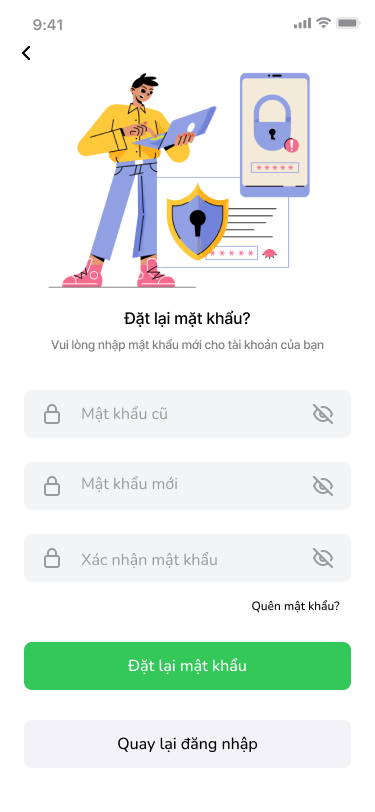 9:41
Đặt lại mật khẩu?
Vui lòng nhập mật khẩu mới cho tài khoản của bạn
Mật khẩu cũ
Mật khẩu mới
Xác nhận mật khẩu
Quên mật khẩu?
Đặt lại mật khẩu
Quay lại đăng nhập